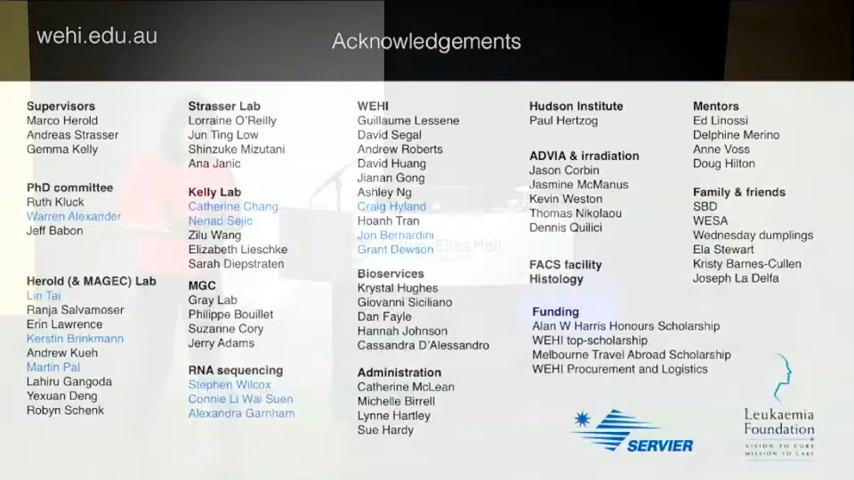 wehi.edu.au
Acknowledgements
Supervisors
Marco Herold
Andreas Strasser
Gemma Kelly
PhD committee
Ruth Kluck
Warren Alexander
Jeff Babon
Herold (& MAGEC) Lab
Lin Tai
Ranja Salvamoser
Erin Lawrence
Kerstin Brinkmann
Andrew Kueh
Martin Pal
Lahiru Gangoda
Yexuan Deng
Robyn Schenk
Strasser Lab
Lorraine O'Reilly
Jun Ting Low
Shinzuke Mizutani
Ana Janic
Kelly Lab
Catherine Chang
Nenad Sejic
Zilu Wang
Elizabeth Lieschke
Sarah Diepstraten
MGC
Gray Lab
Philippe Bouillet
Suzanne Cory
Jerry Adams
RNA sequencing
Stephen Wilcox
Connie Li Wai Suen
Alexandra Garnham
WEHI
Guillaume Lessene
David Segal
Andrew Roberts
David Huang
Jianan Gong
Ashley Ng
Craig Hyland
Hoanh Tran
Jon Bernardini
Grant Dewson
Bioservices
Krystal Hughes
Giovanni Siciliano
Dan Fayle
Hannah Johnson
Cassandra D'Alessandro
Administration
Catherine McLean
Michelle Birrell
Lynne Hartley
Sue Hardy
Hudson Institute
Paul Hertzog
ADVIA & irradiation
Jason Corbin
Jasmine McManus
Kevin Weston
Thomas Nikolaou
Dennis Quilici
FACS facility
Histology
Funding
Alan W Harris Honours Scholarship
WEHI top-scholarship
Melbourne Travel Abroad Scholarship
WEHI Procurement and Logistics
Mentors
Ed Linossi
Delphine Merino
Anne Voss
Doug Hilton
Family & friends
SBD
WESA
Wednesday dumplings
Ela Stewart
Kristy Barnes-Cullen
Joseph La Delfa
SERVIER
Leukaemia
Foundation
VISION TO CURE
MISSION TO CARE
Eliza Hall